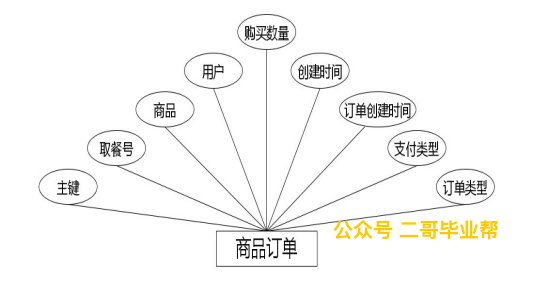 购买数量
用户
创建时间
商品
订单创建时间
取餐号
支付类型
主键
订单类型
商品订单
公众号 二哥毕业帮